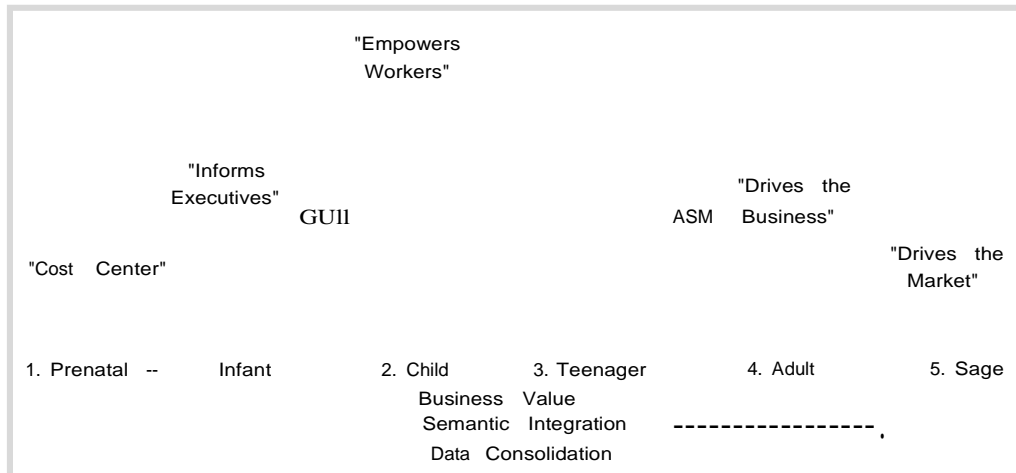 "Empowers
Workers"
"Informs
Executives"
"Drives the
GUll
ASM Business"
"Cost Center"
"Drives the
Market"
1. Prenatal -- Infant 2. Child 3. Teenager 4. Adult 5. Sage
Business Value
Semantic Integration -----------------.
Data Consolidation